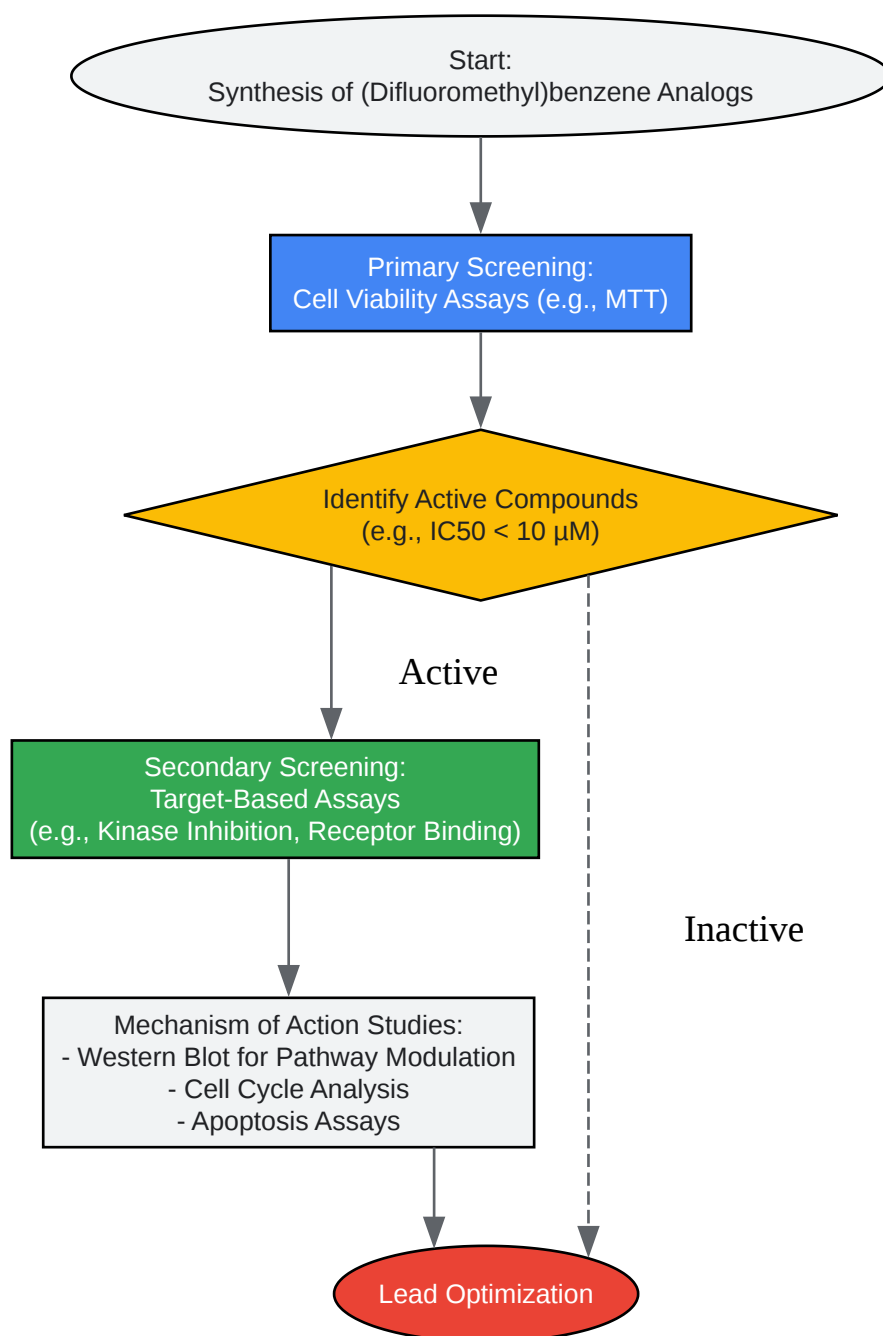 Start:
Synthesis of (Difluoromethyl)benzene Analogs
Primary Screening:
Cell Viability Assays (e.g., MTT)
Identify Active Compounds
(e.g., IC50 < 10 µM)
Active
Secondary Screening:
Target-Based Assays
(e.g., Kinase Inhibition, Receptor Binding)
Inactive
Mechanism of Action Studies:
- Western Blot for Pathway Modulation
- Cell Cycle Analysis
- Apoptosis Assays
Lead Optimization